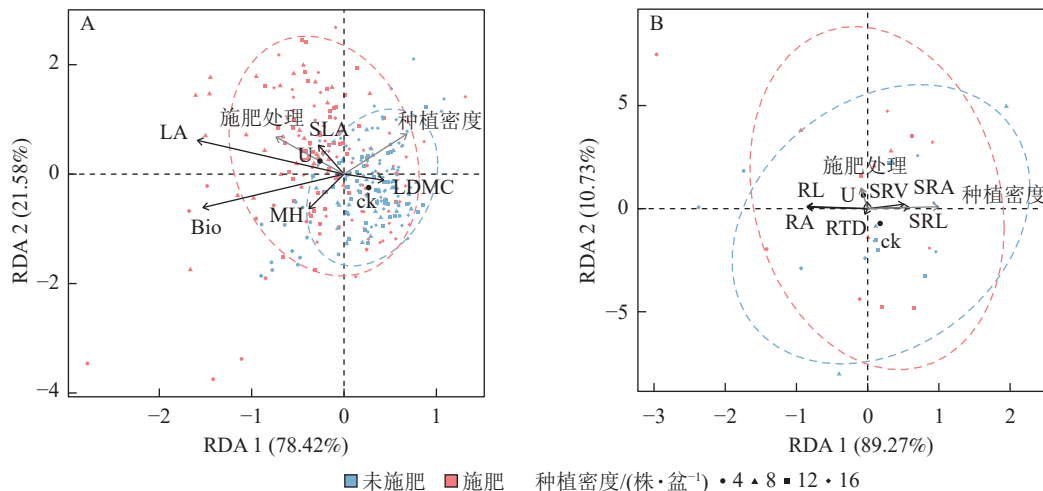 A
2
0
−2
−4
RDA 2 (21.58%)
施肥处理
SLA
种植密度
LA
U
LDMC
ck
MH
Bio
−2
−1
0
1
RDA 1 (78.42%)
B
5
0
−5
RDA 2 (10.73%)
施肥处理
RL
U
SRV
SRA
种植密度
RA
RTD
SRL
ck
−3
−2
−1
0
1
2
RDA 1 (89.27%)
未施肥 施肥 种植密度/(株·盆⁻¹) 4 8 12 16